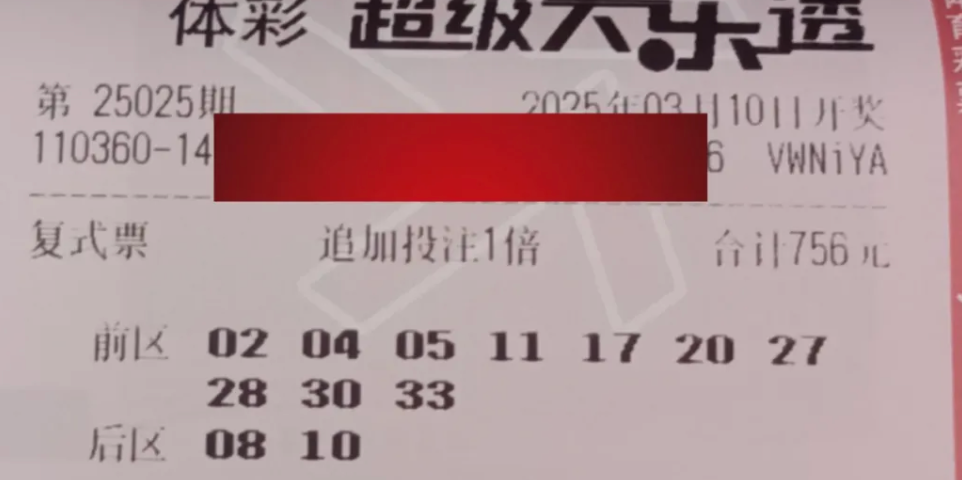 体彩 超级大乐透
第 25025期 2025年03月10日开奖
110360-14 6 VWNiYA
复式票 追加投注1倍 合计756元
前区 02 04 05 11 17 20 27
28 30 33
后区 08 10